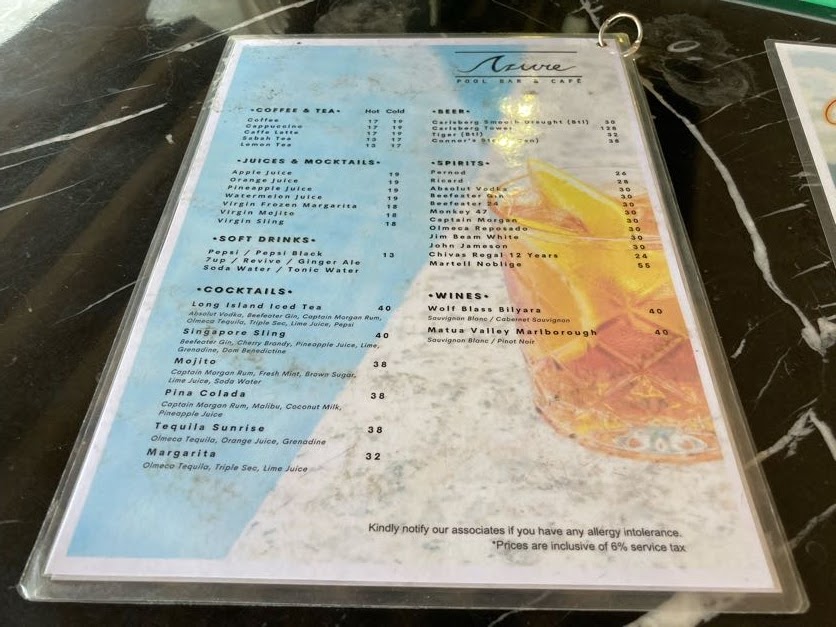 Azure
POOL BAR & CAFÉ
•COFFEE & TEA• Hot Cold
Coffee 17 19
Cappuccino 17 19
Caffe Latte 17 19
Sabah Tea 13 17
Lemon Tea 13 17
•JUICES & MOCKTAILS•
Apple Juice 19
Orange Juice 19
Pineapple Juice 19
Watermelon Juice 19
Virgin Frozen Margarita 18
Virgin Mojito 18
Virgin Sling 18
•SOFT DRINKS•
Pepsi / Pepsi Black 13
7up / Revive / Ginger Ale
Soda Water / Tonic Water
•COCKTAILS•
Long Island Iced Tea 40
Absolut Vodka, Beefeater Gin, Captain Morgan Rum,
Olmeca Tequila, Triple Sec, Lime Juice, Pepsi
Singapore Sling 40
Beefeater Gin, Cherry Brandy, Pineapple Juice, Lime,
Grenadine, Dom Benedictine
Mojito 38
Captain Morgan Rum, Fresh Mint, Brown Sugar,
Lime Juice, Soda Water
Pina Colada 38
Captain Morgan Rum, Malibu, Coconut Milk,
Pineapple Juice
Tequila Sunrise 38
Olmeca Tequila, Orange Juice, Grenadine
Margarita 32
Olmeca Tequila, Triple Sec, Lime Juice
•BEER•
Carlsberg Smooth Draught (Btl) 30
Carlsberg Tower 128
Tiger (Btl) 32
Connor's 38
•SPIRITS•
Pernod 26
Ricard 28
Absolut Vodka 30
Beefeater Gin 30
Beefeater 24 30
Monkey 47 30
Captain Morgan 30
Olmeca Reposado 30
Jim Beam White 30
John Jameson 30
Chivas Regal 12 Years 24
Martell Noblige 55
•WINES•
Wolf Blass Bilyara 40
Sauvignon Blanc / Cabernet Sauvignon
Matua Valley Marlborough 40
Sauvignon Blanc / Pinot Noir
Kindly notify our associates if you have any allergy intolerance.
*Prices are inclusive of 6% service tax